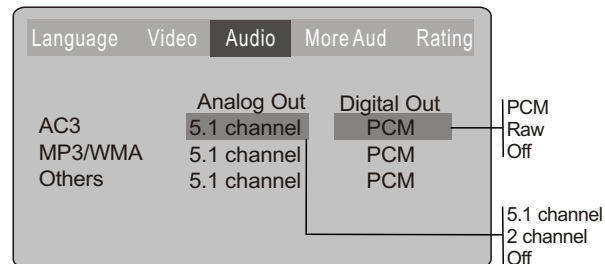 Language Video Audio More Aud Rating
Analog Out Digital Out
AC3 5.1 channel PCM
MP3/WMA 5.1 channel PCM
Others 5.1 channel PCM
PCM
Raw
Off
5.1 channel
2 channel
Off